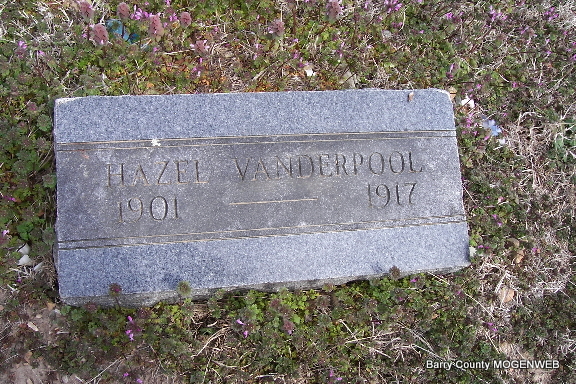 HAZEL VANDERPOOL
1901 — 1917
Barry County MOGENWEB